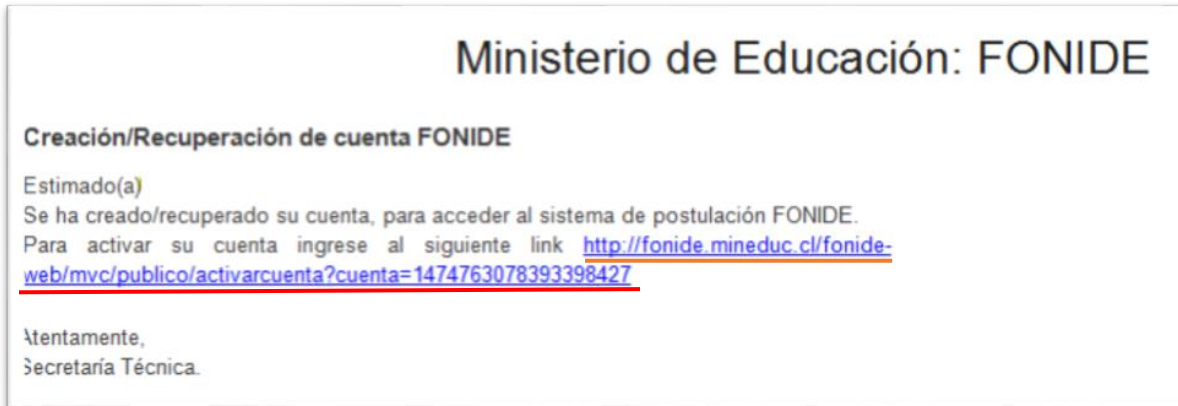 Ministerio de Educación: FONIDE
Creación/Recuperación de cuenta FONIDE
Estimado(a)
Se ha creado/recuperado su cuenta, para acceder al sistema de postulación FONIDE.
Para activar su cuenta ingrese al siguiente link http://fonide.mineduc.cl/fonide-
web/mvc/publico/activarcuenta?cuenta=1474763078393398427
Atentamente,
Secretaría Técnica.